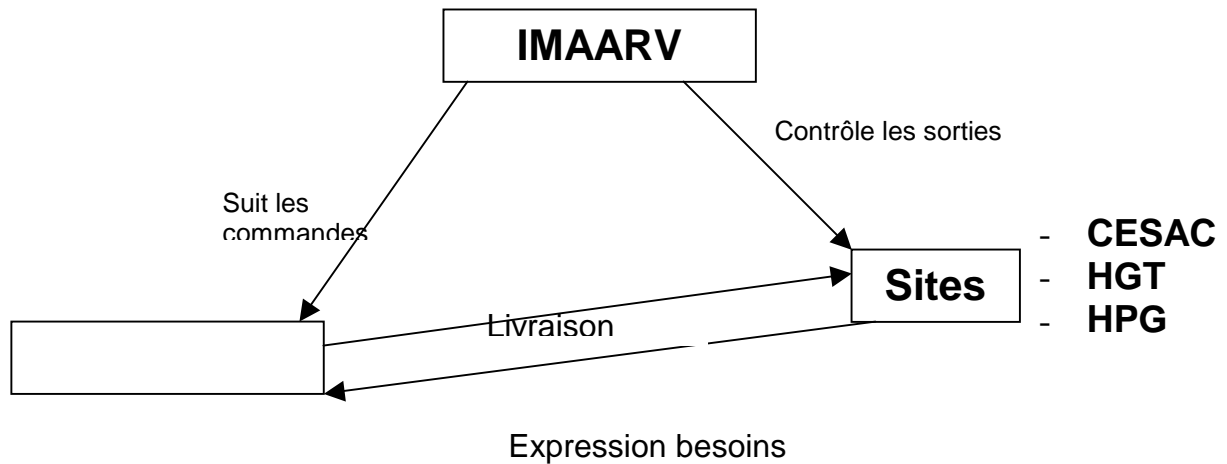 IMAARV
Contrôle les sorties
Suit les
commandes
- CESAC
Sites
- HGT
- HPG
Livraison
Expression besoins